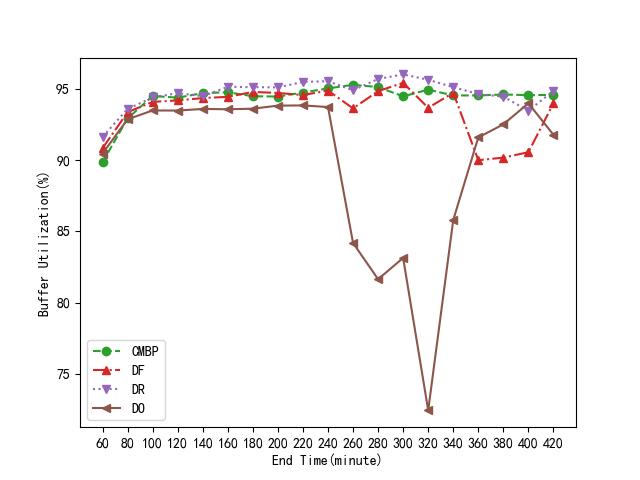 95
90
85
80
75
Buffer Utilization(%)
CMBP
DF
DR
DO
60 80 100 120 140 160 180 200 220 240 260 280 300 320 340 360 380 400 420
End Time(minute)